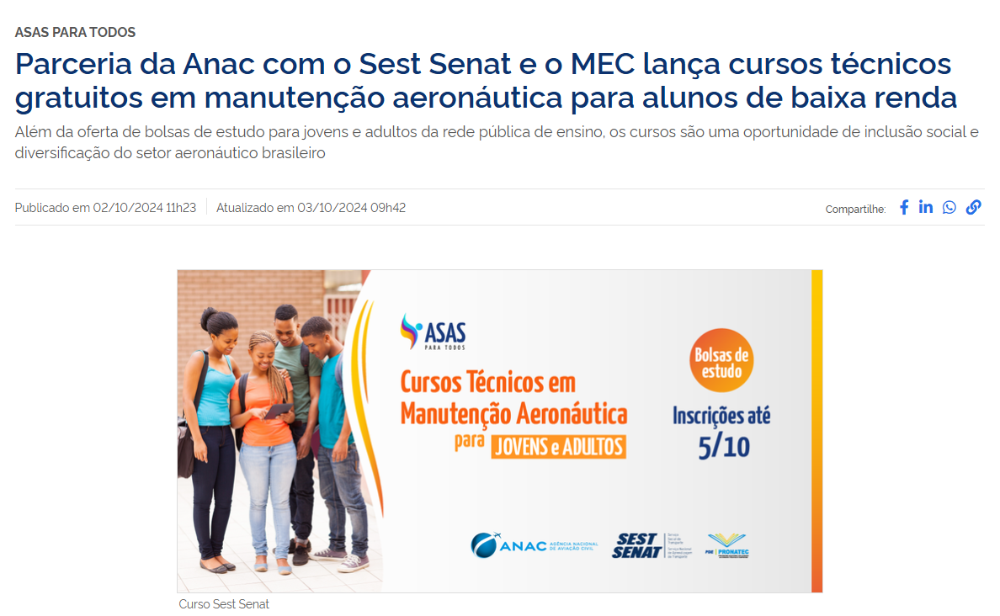 ASAS PARA TODOS
Parceria da Anac com o Sest Senat e o MEC lança cursos técnicos
gratuitos em manutenção aeronáutica para alunos de baixa renda
Além da oferta de bolsas de estudo para jovens e adultos da rede pública de ensino, os cursos são uma oportunidade de inclusão social e
diversificação do setor aeronáutico brasileiro
Publicado em 02/10/2024 11h23
Atualizado em 03/10/2024 09h42
Compartilhe:
ASAS
PARA TODOS
Cursos Técnicos em
Manutenção Aeronáutica
para JOVENS e ADULTOS
Bolsas de
estudo
Inscrições até
5/10
ANAC AGÊNCIA NACIONAL
DE AVIAÇÃO CIVIL
SEST
SENAT
Serviço
Social do
Transporte
Serviço Nacional
de Aprendizagem
do Transporte
PDE PRONATEC
Curso Sest Senat